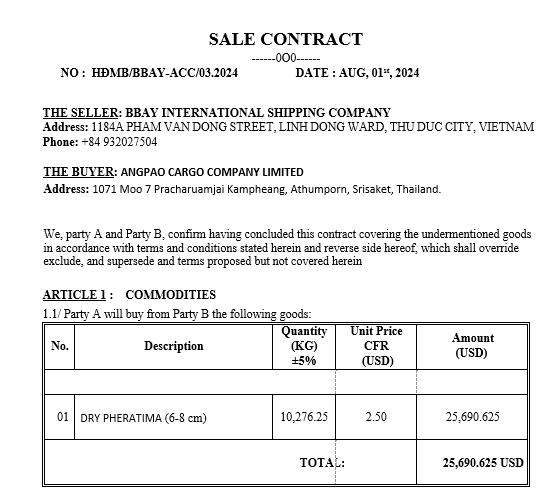 SALE CONTRACT
------0O0------
NO : HĐMB/BBAY-ACC/03.2024 DATE : AUG, 01st, 2024
THE SELLER: BBAY INTERNATIONAL SHIPPING COMPANY
Address: 1184A PHAM VAN DONG STREET, LINH DONG WARD, THU DUC CITY, VIETNAM
Phone: +84 932027504
THE BUYER: ANGPAO CARGO COMPANY LIMITED
Address: 1071 Moo 7 Pracharuamjai Kampheang, Athumporn, Srisaket, Thailand.
We, party A and Party B, confirm having concluded this contract covering the undermentioned goods
in accordance with terms and conditions stated herein and reverse side hereof, which shall override
exclude, and supersede and terms proposed but not covered herein
ARTICLE 1 : COMMODITIES
1.1/ Party A will buy from Party B the following goods:
No. Description Quantity (KG) ±5% Unit Price CFR (USD) Amount (USD)
01 DRY PHERATIMA (6-8 cm) 10,276.25 2.50 25,690.625
TOTAL: 25,690.625 USD